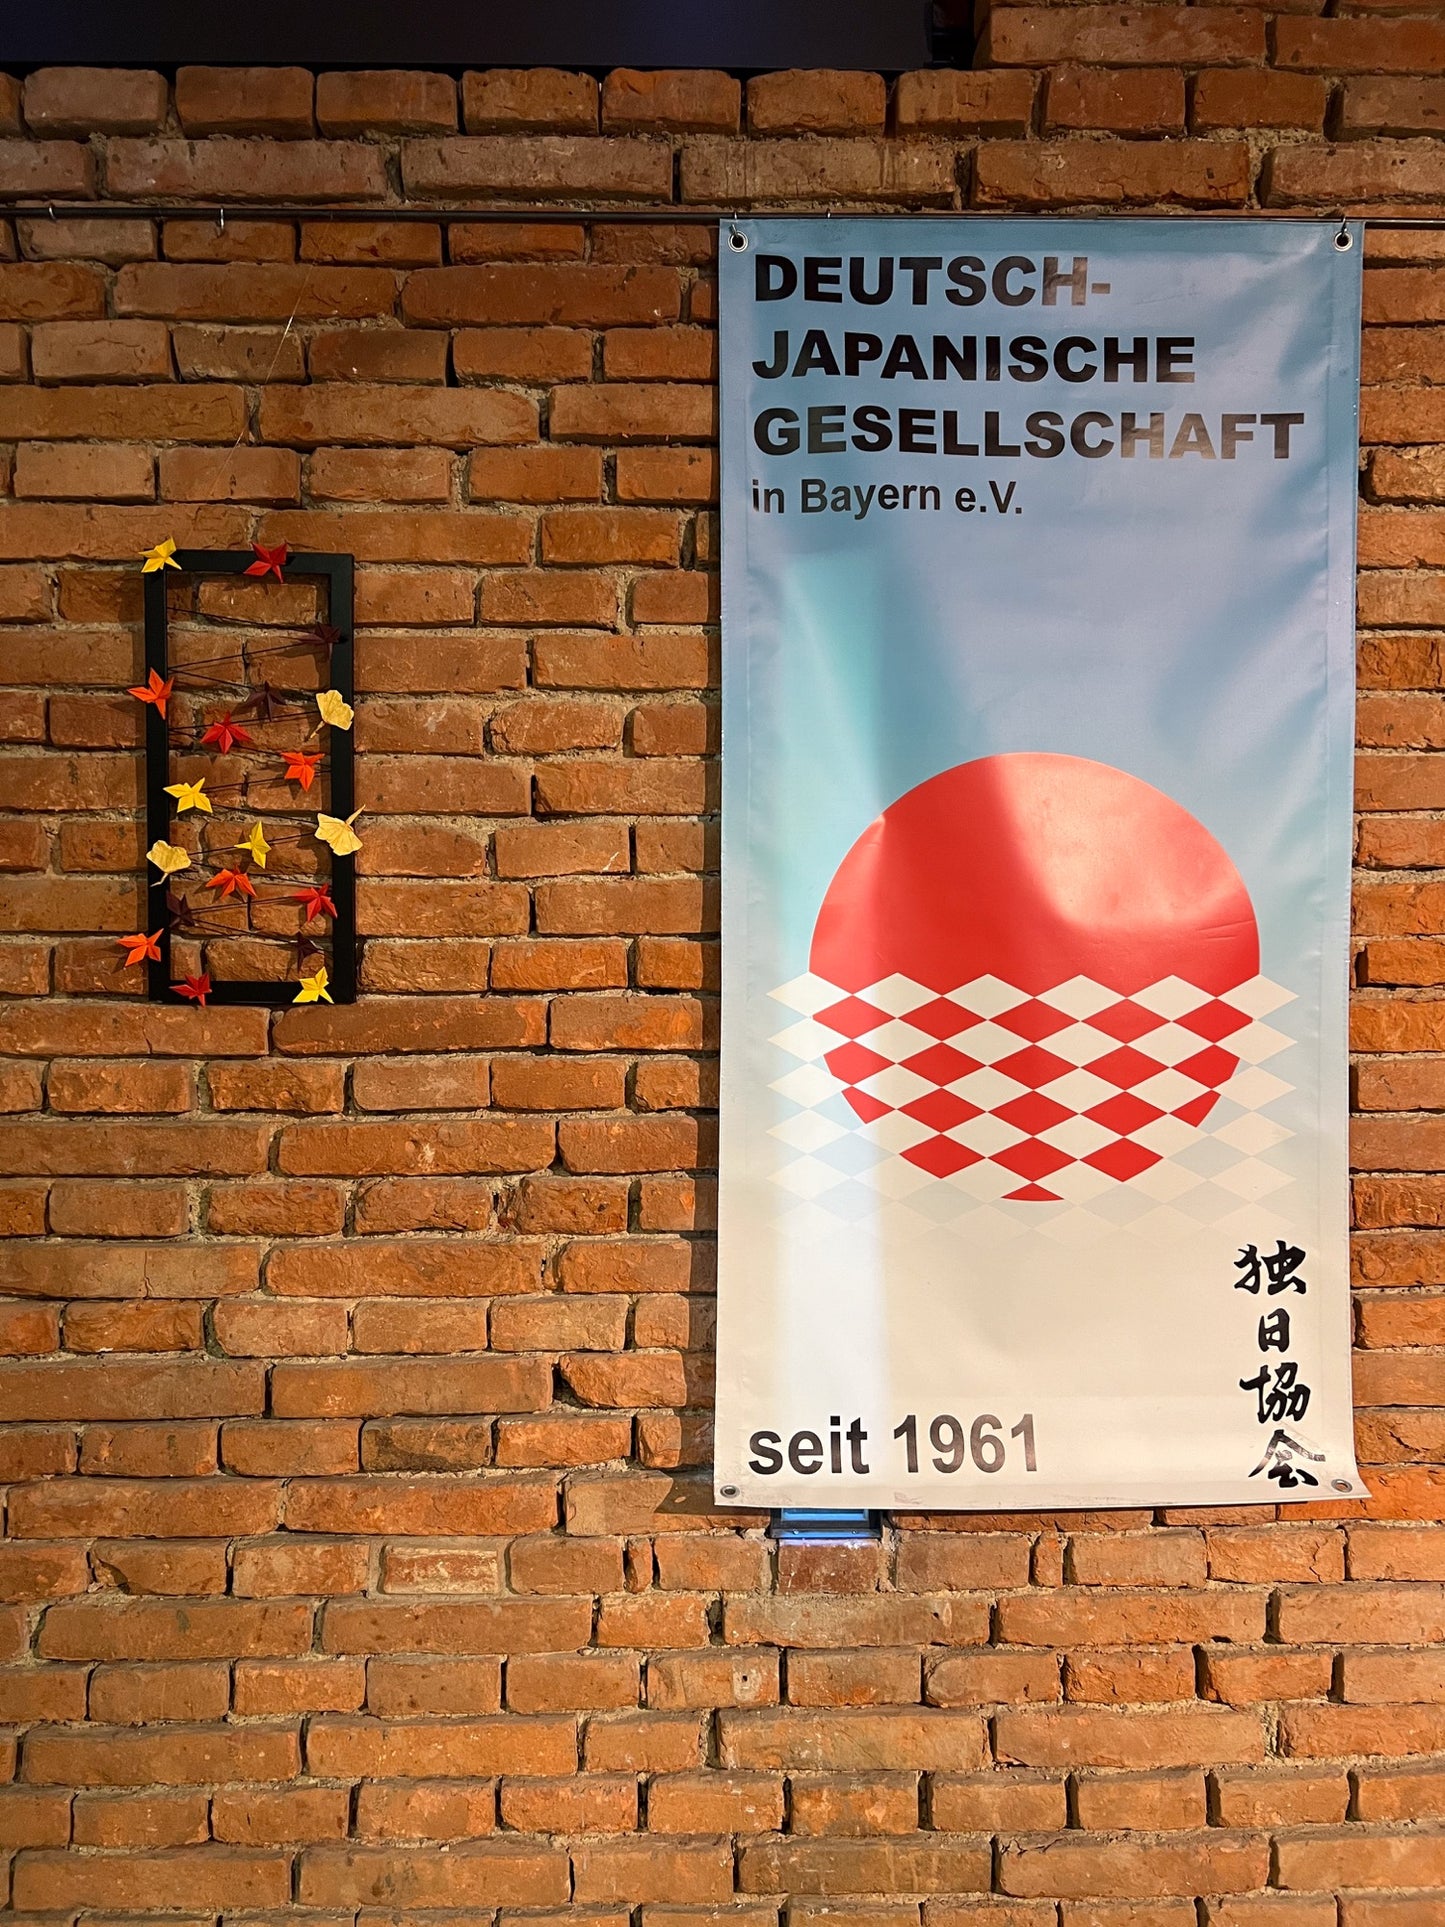 DEUTSCH-
JAPANISCHE
GESELLSCHAFT
in Bayern e.V.
seit 1961
独日協会